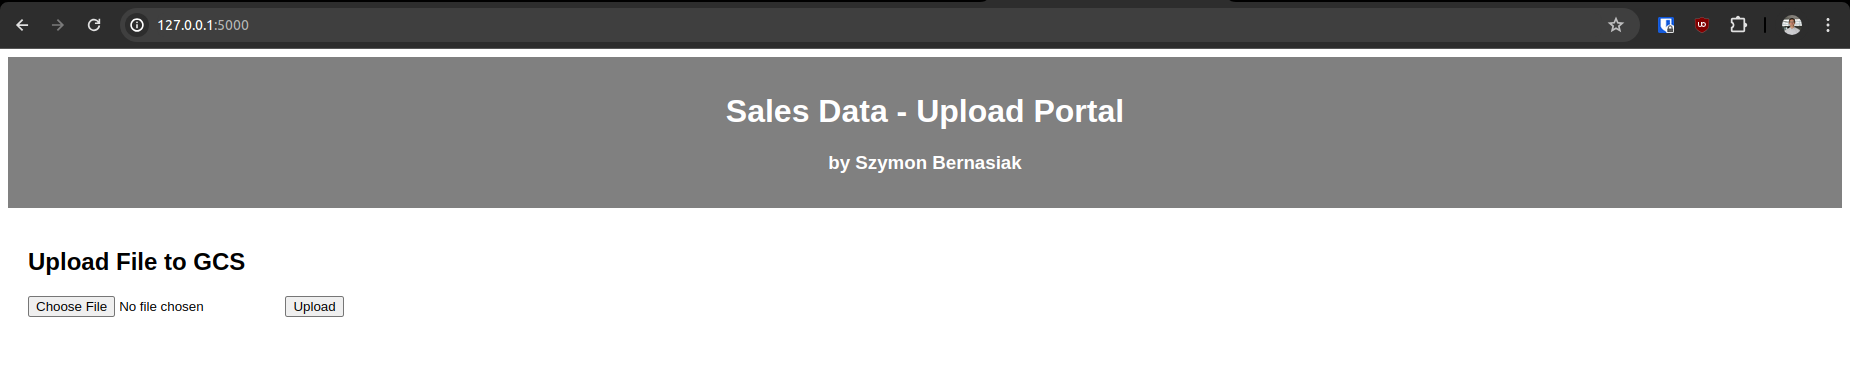 127.0.0.1:5000
Sales Data - Upload Portal
by Szymon Bernasiak
Upload File to GCS
Choose File No file chosen Upload